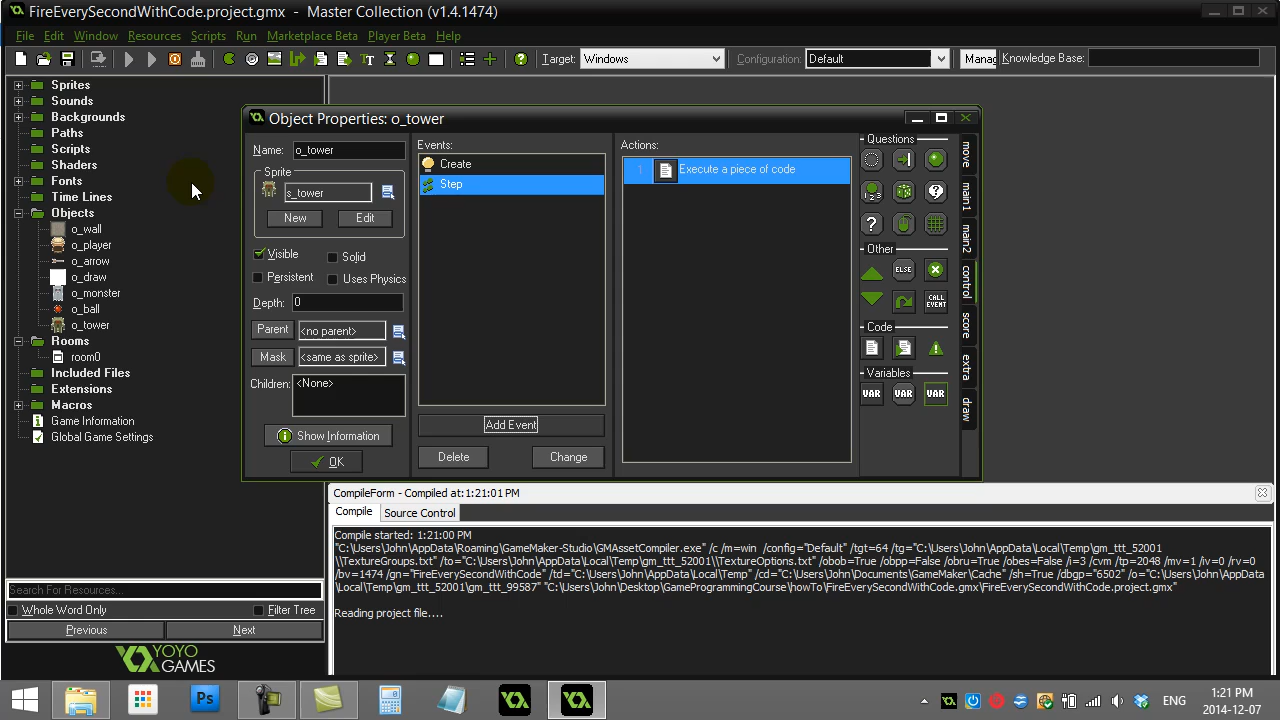 FireEverySecondWithCode.project.gmx - Master Collection (v1.4.1474)
File Edit Window Resources Scripts Run Marketplace Beta Player Beta Help
Target: Windows Configuration: Default Manag Knowledge Base:
Sprites
Sounds
Backgrounds
Paths
Scripts
Shaders
Fonts
Time Lines
Objects
o_wall
o_player
o_arrow
o_draw
o_monster
o_ball
o_tower
Rooms
room0
Included Files
Extensions
Macros
Game Information
Global Game Settings
Search For Resources...
Whole Word Only Filter Tree
Previous Next
YOYO
GAMES
Object Properties: o_tower
Name: o_tower
Sprite
s_tower
New Edit
Visible Solid
Persistent Uses Physics
Depth: 0
Parent <no parent>
Mask <same as sprite>
Children: <None>
Show Information
OK
Events:
Create
Step
Add Event
Delete Change
Actions:
1 Execute a piece of code
Questions
Other
ELSE
CALL EVENT
Code
Variables
VAR VAR VAR
move
main1
main2
control
score
extra
draw
CompileForm - Compiled at:1:21:01 PM
Compile Source Control
Compile started: 1:21:00 PM
"C:\Users\John\AppData\Roaming\GameMaker-Studio\GMAssetCompiler.exe" /c /m=win /config="Default" /tgt=64 /tg="C:\Users\John\AppData\Local\Temp\gm_ttt_52001
\\TextureGroups.txt" /to="C:\Users\John\AppData\Local\Temp\gm_ttt_52001\\TextureOptions.txt" /obob=True /obpp=False /obru=True /obes=False /i=3 /cvm /tp=2048 /mv=1 /iv=0 /rv=0
/bv=1474 /gn="FireEverySecondWithCode" /td="C:\Users\John\AppData\Local\Temp" /cd="C:\Users\John\Documents\GameMaker\Cache" /sh=True /dbgp="6502" /o="C:\Users\John\AppData
\Local\Temp\gm_ttt_52001\gm_ttt_99587" "C:\Users\John\Desktop\GameProgrammingCourse\howTo\FireEverySecondWithCode.gmx\FireEverySecondWithCode.project.gmx"
Reading project file....
Ps
ENG
1:21 PM
2014-12-07